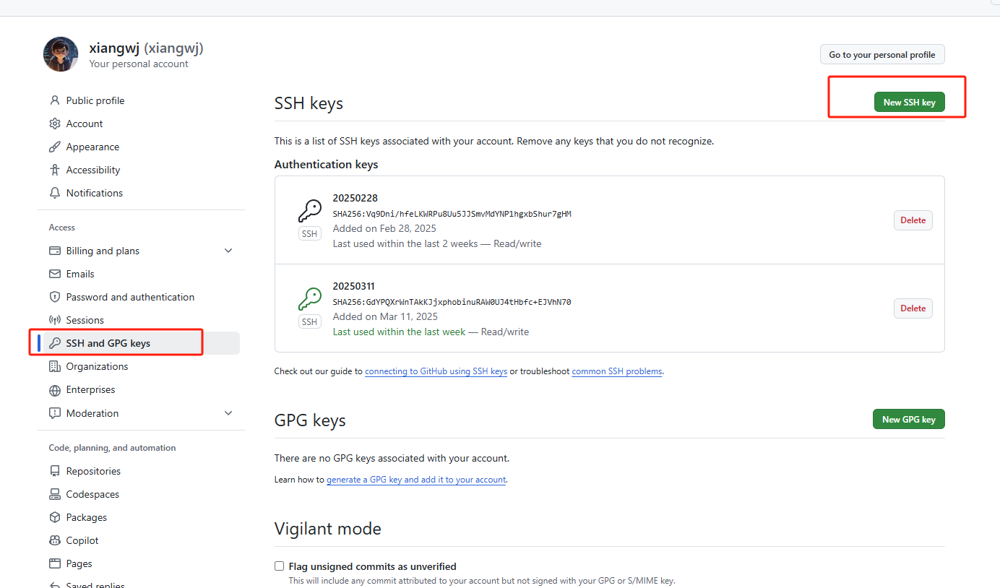 xiangwj (xiangwj)
Your personal account
Go to your personal profile
Public profile
Account
Appearance
Accessibility
Notifications
Access
Billing and plans
Emails
Password and authentication
Sessions
SSH and GPG keys
Organizations
Enterprises
Moderation
Code, planning, and automation
Repositories
Codespaces
Packages
Copilot
Pages
Saved replies
SSH keys
New SSH key
This is a list of SSH keys associated with your account. Remove any keys that you do not recognize.
Authentication keys
20250228
SHA256:Vq9Dni/hfeLKWRPu8Uu5JJSmvMdYNP1hgxbShur7gHM
SSH
Added on Feb 28, 2025
Last used within the last 2 weeks — Read/write
Delete
20250311
SHA256:GdYPQXrWnTAkKJjxphobinuRAW0UJ4tHbfc+EJVhN70
SSH
Added on Mar 11, 2025
Last used within the last week — Read/write
Delete
Check out our guide to connecting to GitHub using SSH keys or troubleshoot common SSH problems.
GPG keys
New GPG key
There are no GPG keys associated with your account.
Learn how to generate a GPG key and add it to your account.
Vigilant mode
Flag unsigned commits as unverified
This will include any commit attributed to your account but not signed with your GPG or S/MIME key.